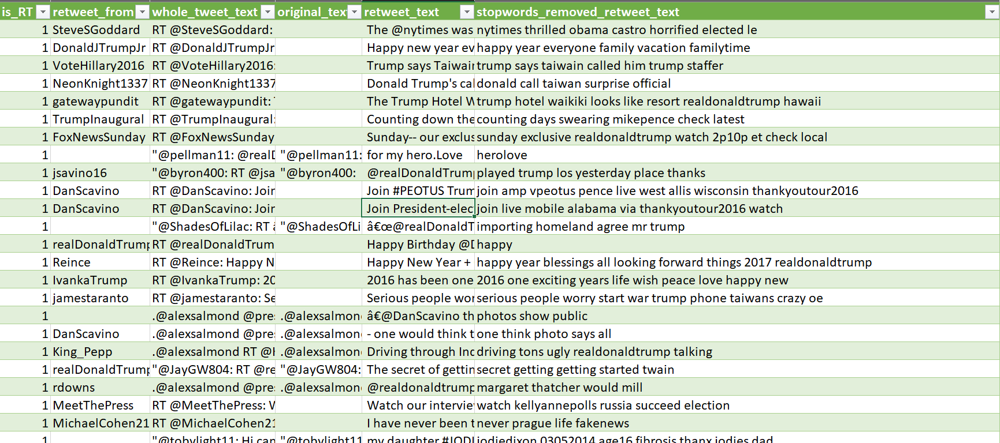 is_RT retweet_from whole_tweet_text original_text retweet_text stopwords_removed_retweet_text
1 SteveSGoddard RT @SteveSGoddard: The @nytimes was nytimes thrilled obama castro horrified elected le
1 DonaldJTrumpJr RT @DonaldJTrumpJr Happy new year ev happy year everyone family vacation familytime
1 VoteHillary2016 RT @VoteHillary2016: Trump says Taiwan trump says taiwain called him trump staffer
1 NeonKnight1337 RT @NeonKnight1337 Donald Trump's cal donald call taiwan surprise official
1 gatewaypundit RT @gatewaypundit: The Trump Hotel W trump hotel waikiki looks like resort realdonaldtrump hawaii
1 TrumpInaugural RT @TrumpInaugural: Counting down the counting days swearing mikepence check latest
1 FoxNewsSunday RT @FoxNewsSunday Sunday-- our exclus sunday exclusive realdonaldtrump watch 2p10p et check local
1 "@pellman11: @realD "@pellman11: for my hero.Love herolove
1 jsavino16 "@byron400: RT @jsa "@byron400: @realDonaldTrump played trump los yesterday place thanks
1 DanScavino RT @DanScavino: Join Join #PEOTUS Trum join amp vpeotus pence live west allis wisconsin thankyoutour2016
1 DanScavino RT @DanScavino: Join Join President-elec join live mobile alabama via thankyoutour2016 watch
1 "@ShadesOfLilac: RT â "@ShadesOfLi â€œ@realDonaldT importing homeland agree mr trump
1 realDonaldTrump RT @realDonaldTrum Happy Birthday @D happy
1 Reince RT @Reince: Happy N Happy New Year + happy year blessings all looking forward things 2017 realdonaldtrump
1 IvankaTrump RT @IvankaTrump: 20 2016 has been one 2016 one exciting years life wish peace love happy new
1 jamestaranto RT @jamestaranto: Se Serious people wor serious people worry start war trump phone taiwans crazy oe
1 .@alexsalmond @pres .@alexsalmon â€@DanScavino th photos show public
1 DanScavino .@alexsalmond @pres .@alexsalmon - one would think t one think photo says all
1 King_Pepp .@alexsalmond RT @K .@alexsalmon Driving through Ind driving tons ugly realdonaldtrump talking
1 realDonaldTrump "@JayGW804: RT @re "@JayGW804: The secret of gettin secret getting getting started twain
1 rdowns .@alexsalmond @pres .@alexsalmon @realdonaldtrump margaret thatcher would mill
1 MeetThePress RT @MeetThePress: W Watch our interview watch kellyannepolls russia succeed election
1 MichaelCohen21 RT @MichaelCohen21 I have never been t never prague life fakenews
1 "@tobylight11: Hi can "@tobylight11 my daughter #JODI jodiedixon 03052014 age16 fibrosis thanx jodies dad